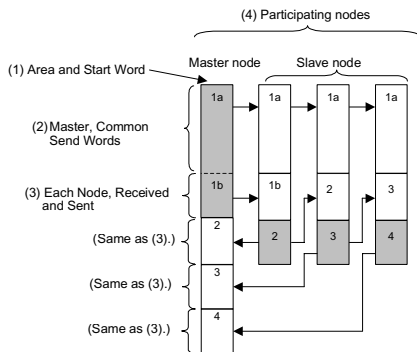 (4) Participating nodes
Master node
Slave node
(1) Area and Start Word
1a
1a
1a
1a
(2) Master, Common
Send Words
(3) Each Node, Received
and Sent
1b
1b
2
3
(Same as (3).)
2
2
3
4
(Same as (3).)
3
(Same as (3).)
4